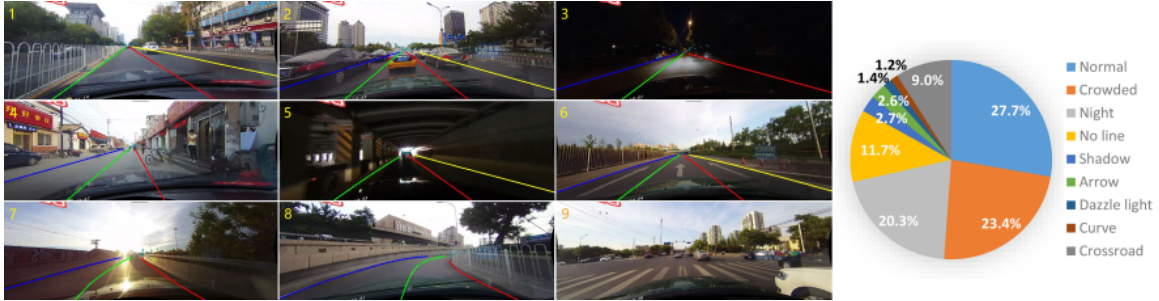 1
2
3
4
5
6
7
8
9
1.2%
1.4%
9.0%
2.6%
2.7%
11.7%
20.3%
23.4%
27.7%
Normal
Crowded
Night
No line
Shadow
Arrow
Dazzle light
Curve
Crossroad